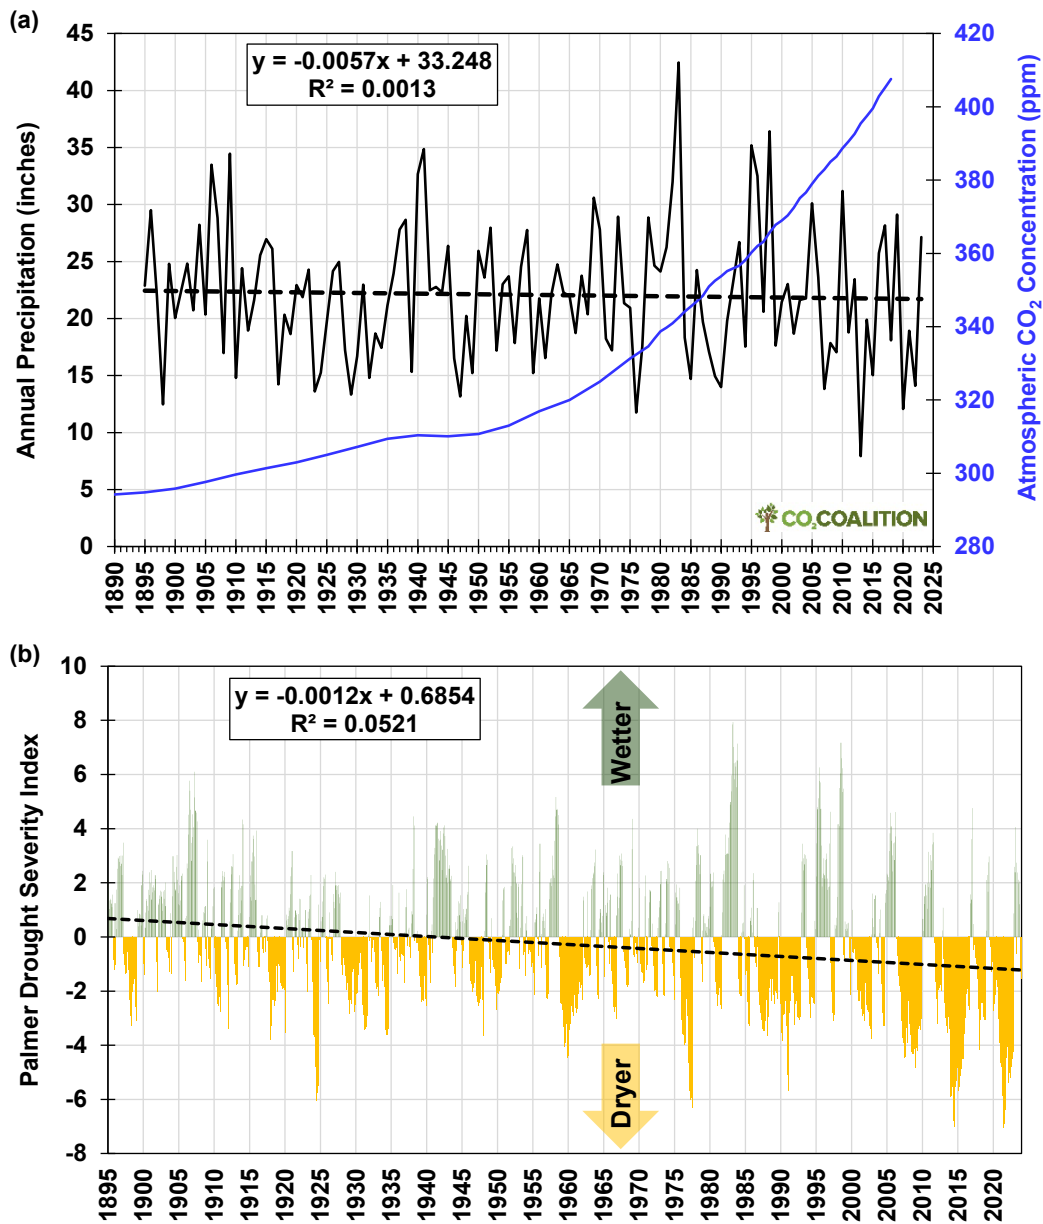 (a)
45
40
35
30
25
20
15
10
5
0
Annual Precipitation (inches)
y = -0.0057x + 33.248
R² = 0.0013
420
400
380
360
340
320
300
280
Atmospheric CO₂ Concentration (ppm)
CO₂COALITION
1890 1895 1900 1905 1910 1915 1920 1925 1930 1935 1940 1945 1950 1955 1960 1965 1970 1975 1980 1985 1990 1995 2000 2005 2010 2015 2020 2025
(b)
10
8
6
4
2
0
-2
-4
-6
-8
Palmer Drought Severity Index
y = -0.0012x + 0.6854
R² = 0.0521
Wetter
Dryer
1895 1900 1905 1910 1915 1920 1925 1930 1935 1940 1945 1950 1955 1960 1965 1970 1975 1980 1985 1990 1995 2000 2005 2010 2015 2020